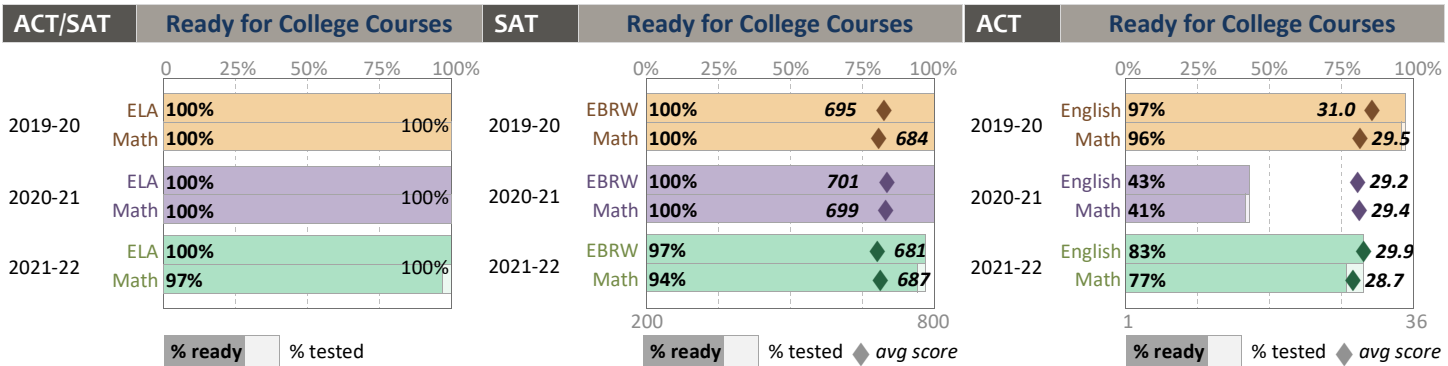 ACT/SAT Ready for College Courses
0 25% 50% 75% 100%
2019-20
ELA 100%
Math 100%
100%
2020-21
ELA 100%
Math 100%
100%
2021-22
ELA 100%
Math 97%
100%
% ready % tested
SAT Ready for College Courses
0% 25% 50% 75% 100%
2019-20
EBRW 100% 695
Math 100% 684
2020-21
EBRW 100% 701
Math 100% 699
2021-22
EBRW 97% 681
Math 94% 687
200 800
% ready % tested avg score
ACT Ready for College Courses
0% 25% 50% 75% 100%
2019-20
English 97% 31.0
Math 96% 29.5
2020-21
English 43% 29.2
Math 41% 29.4
2021-22
English 83% 29.9
Math 77% 28.7
1 36
% ready % tested avg score